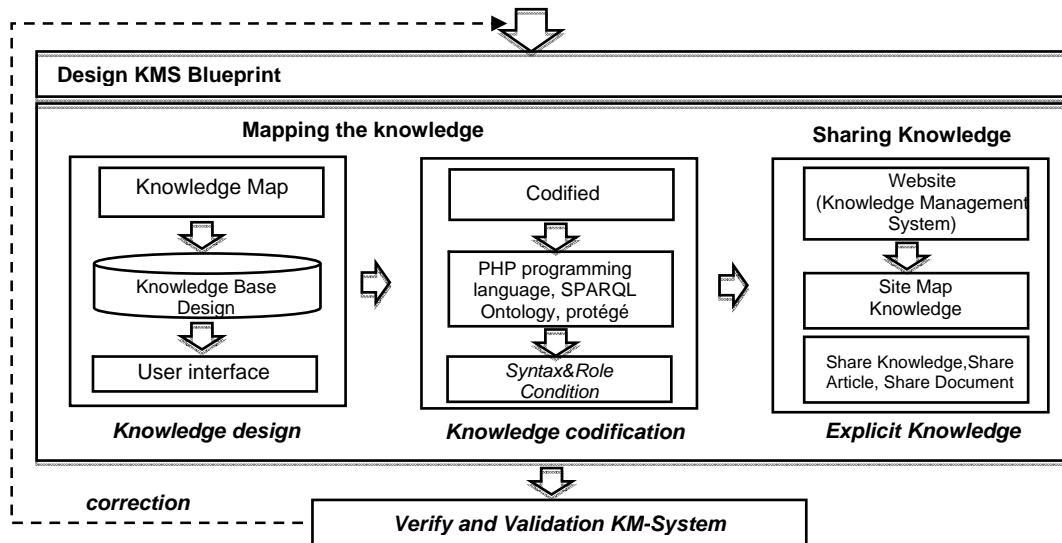 Design KMS Blueprint
Mapping the knowledge
Knowledge Map
Knowledge Base
Design
User interface
Knowledge design
Codified
PHP programming
language, SPARQL
Ontology, protégé
Syntax&Role
Condition
Knowledge codification
Sharing Knowledge
Website
(Knowledge Management
System)
Site Map
Knowledge
Share Knowledge,Share
Article, Share Document
Explicit Knowledge
correction
Verify and Validation KM-System